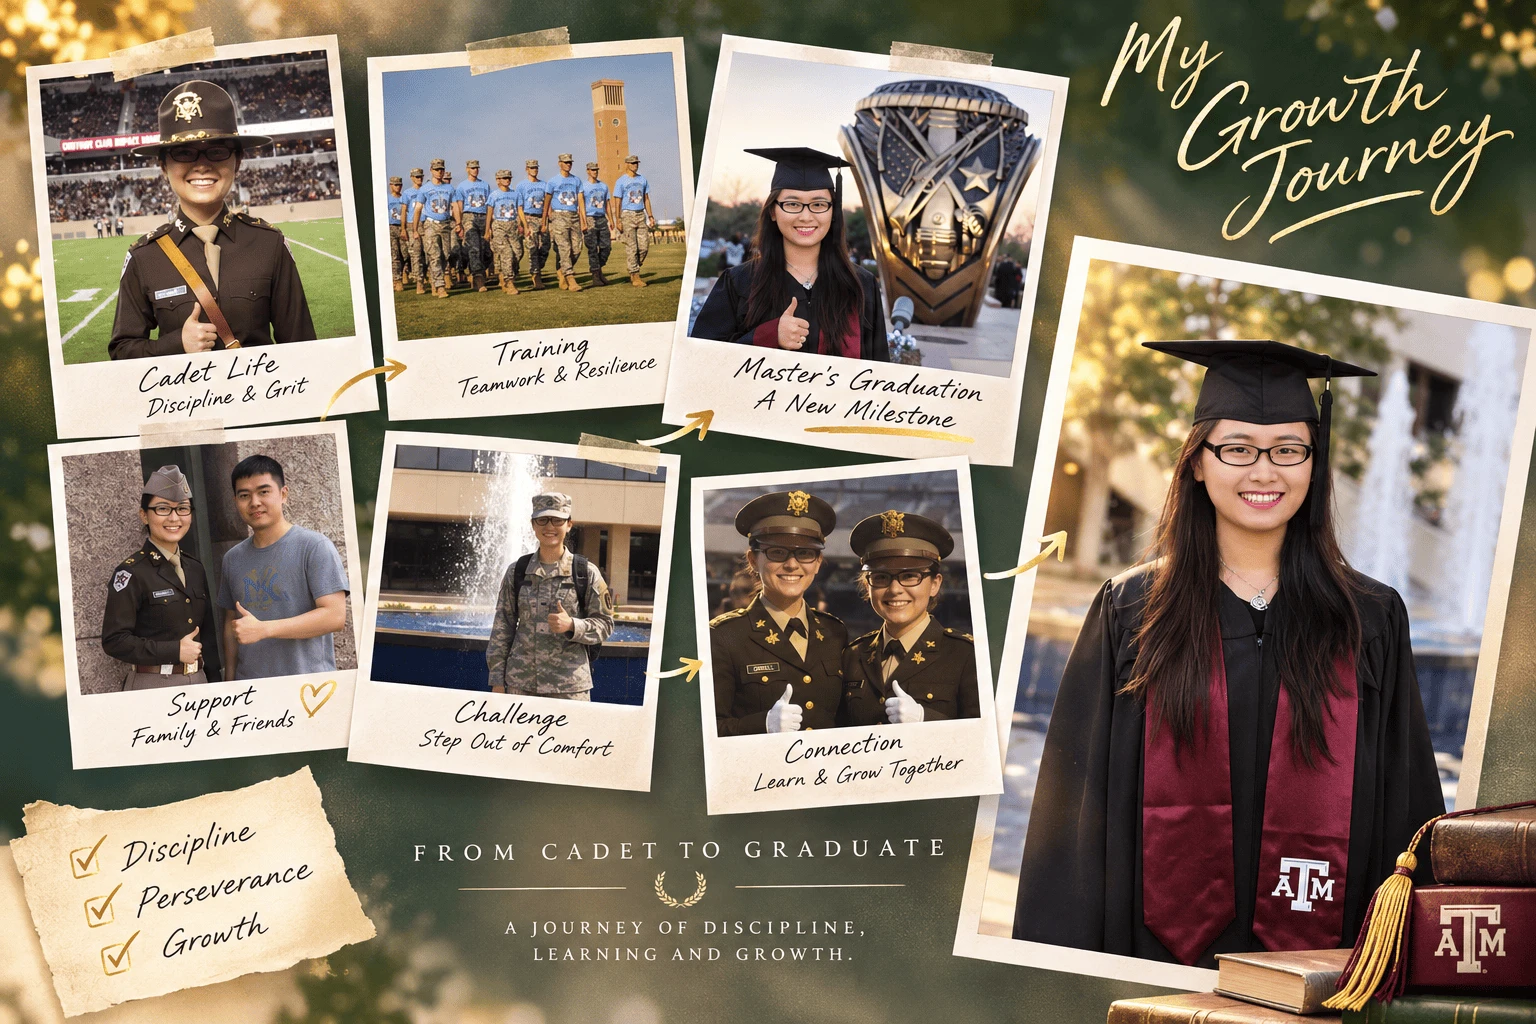 My
Growth
Journey
Cadet Life
Discipline & Grit
Training
Teamwork & Resilience
Master's Graduation
A New Milestone
Support
Family & Friends
Challenge
Step Out of Comfort
Connection
Learn & Grow Together
Discipline
Perseverance
Growth
FROM CADET TO GRADUATE
A JOURNEY OF DISCIPLINE,
LEARNING AND GROWTH.
ATM
ATM